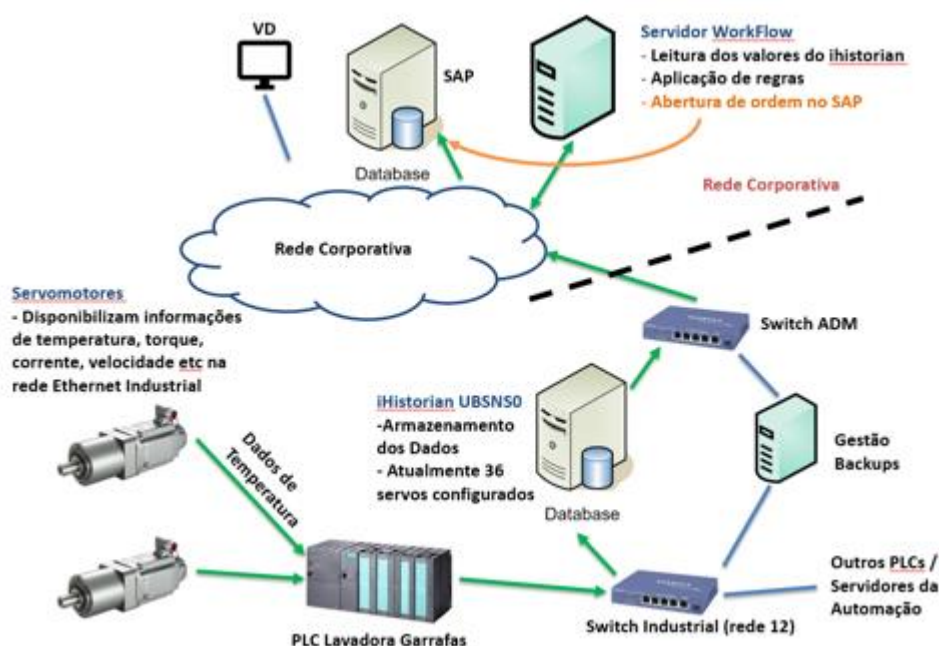 VD
SAP
Database
Servidor WorkFlow
- Leitura dos valores do ihistorian
- Aplicação de regras
- Abertura de ordem no SAP
Rede Corporativa
Rede Corporativa
Servomotores
- Disponibilizam informações
de temperatura, torque,
corrente, velocidade etc na
rede Ethernet Industrial
Switch ADM
iHistorian UBSNS0
-Armazenamento
dos Dados
- Atualmente 36
servos configurados
Database
Gestão
Backups
Dados de
Temperatura
PLC Lavadora Garrafas
Switch Industrial (rede 12)
Outros PLCs /
Servidores da
Automação